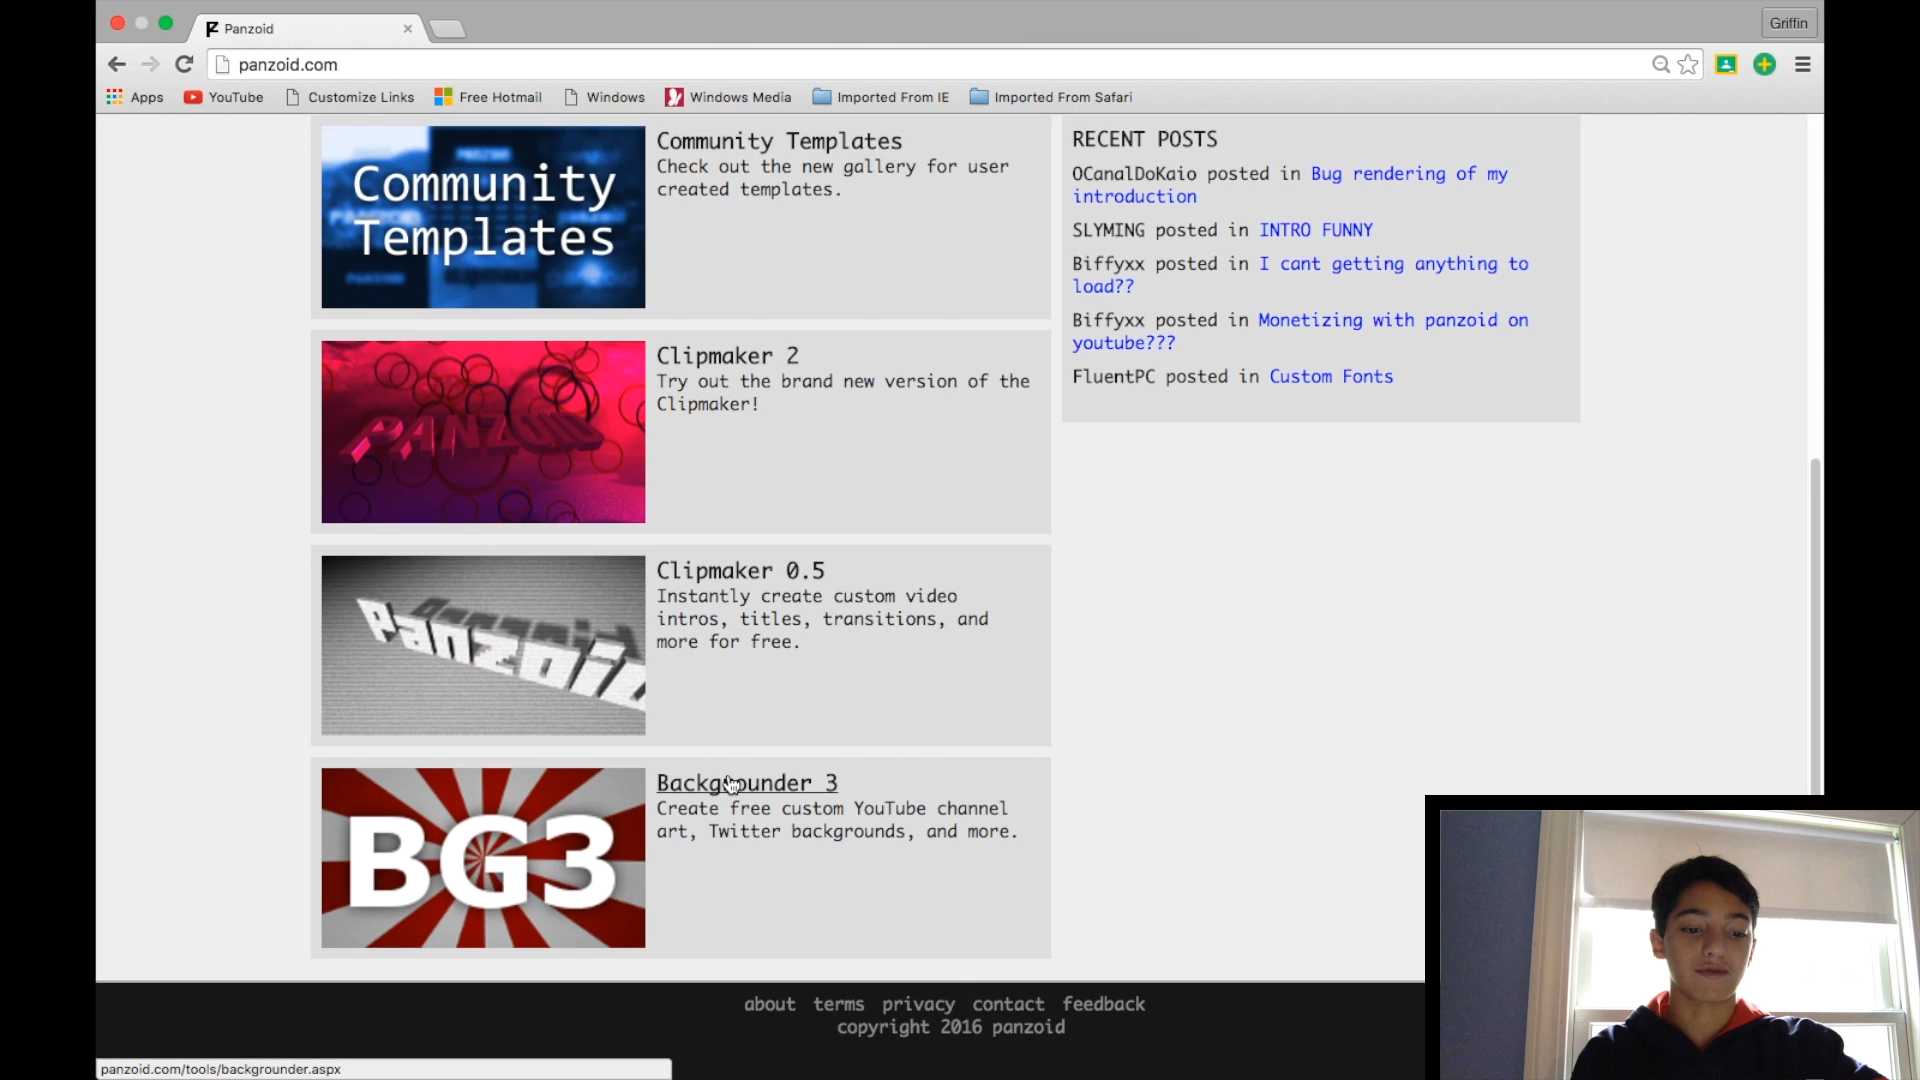 Panzoid
Griffin
panzoid.com
Apps YouTube Customize Links Free Hotmail Windows Windows Media Imported From IE Imported From Safari
Community
Templates
PANZOID
Community Templates
Check out the new gallery for user
created templates.
PANZOID
Clipmaker 2
Try out the brand new version of the
Clipmaker!
Panzoid
Clipmaker 0.5
Instantly create custom video
intros, titles, transitions, and
more for free.
BG3
Backgrounder 3
Create free custom YouTube channel
art, Twitter backgrounds, and more.
RECENT POSTS
OCanalDoKaio posted in Bug rendering of my
introduction
SLYMING posted in INTRO FUNNY
Biffyxx posted in I cant getting anything to
load??
Biffyxx posted in Monetizing with panzoid on
youtube???
FluentPC posted in Custom Fonts
about terms privacy contact feedback
copyright 2016 panzoid
panzoid.com/tools/backgrounder.aspx